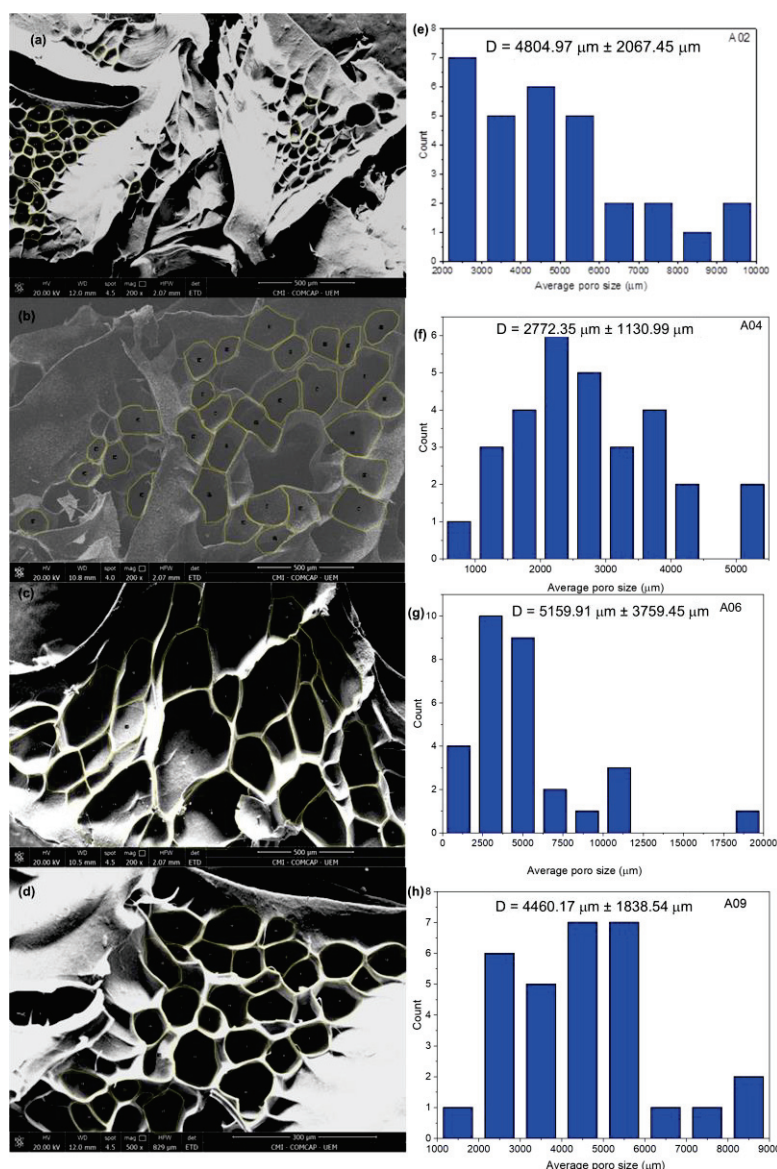 (a)
HV WD spot mag HFW det 500 µm
20.00 kV 12.0 mm 4.5 200 x 2.07 mm ETD CMI - COMCAP - UEM
(e)
A02
D = 4804.97 µm ± 2067.45 µm
Count
8
7
6
5
4
3
2
1
0
2000 3000 4000 5000 6000 7000 8000 9000 10000
Average poro size (µm)
(b)
HV WD spot mag HFW det 500 µm
20.00 kV 10.8 mm 4.0 200 x 2.07 mm ETD CMI - COMCAP - UEM
(f)
A04
D = 2772.35 µm ± 1130.99 µm
Count
6
5
4
3
2
1
0
1000 2000 3000 4000 5000
Average poro size (µm)
(c)
HV WD spot mag HFW det 500 µm
20.00 kV 10.5 mm 4.5 200 x 2.07 mm ETD CMI - COMCAP - UEM
(g)
A06
D = 5159.91 µm ± 3759.45 µm
Count
10
8
6
4
2
0
0 2500 5000 7500 10000 12500 15000 17500 20000
Average poro size (µm)
(d)
HV WD spot mag HFW det 300 µm
20.00 kV 12.0 mm 4.5 500 x 829 µm ETD CMI - COMCAP - UEM
(h)
A09
D = 4460.17 µm ± 1838.54 µm
Count
8
7
6
5
4
3
2
1
0
1000 2000 3000 4000 5000 6000 7000 8000 9000
Average poro size (µm)